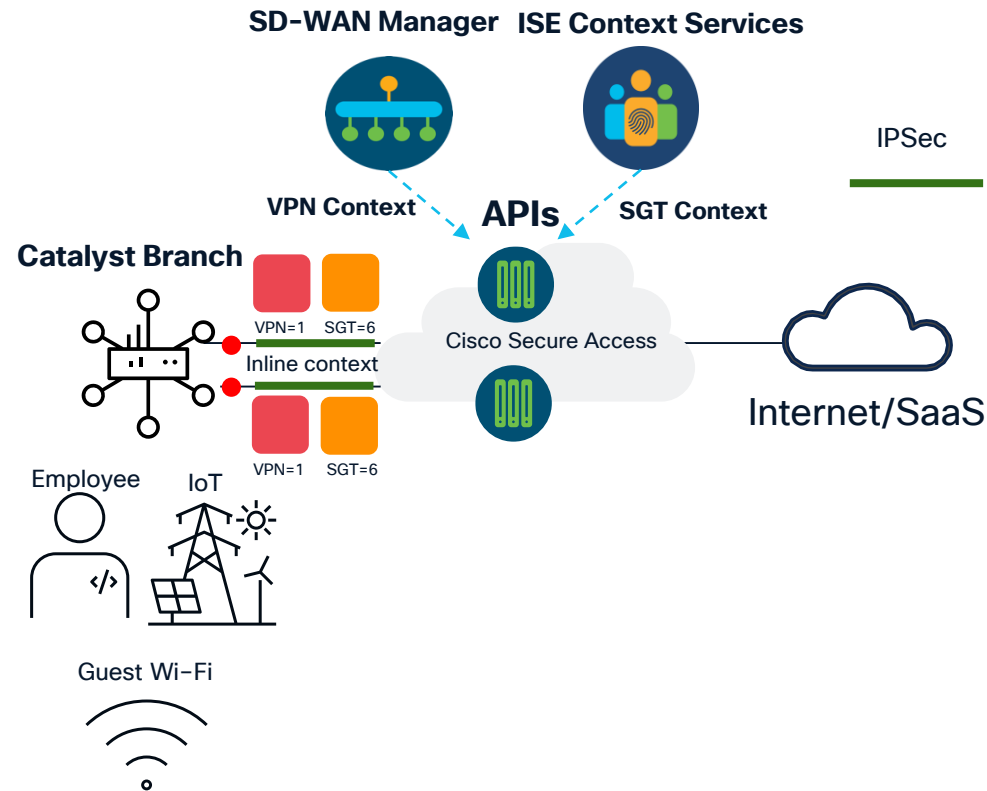 SD-WAN Manager
ISE Context Services
IPSec
VPN Context
APIs
SGT Context
Catalyst Branch
VPN=1
SGT=6
Inline context
Cisco Secure Access
VPN=1
SGT=6
Internet/SaaS
Employee
IoT
</>
Guest Wi-Fi